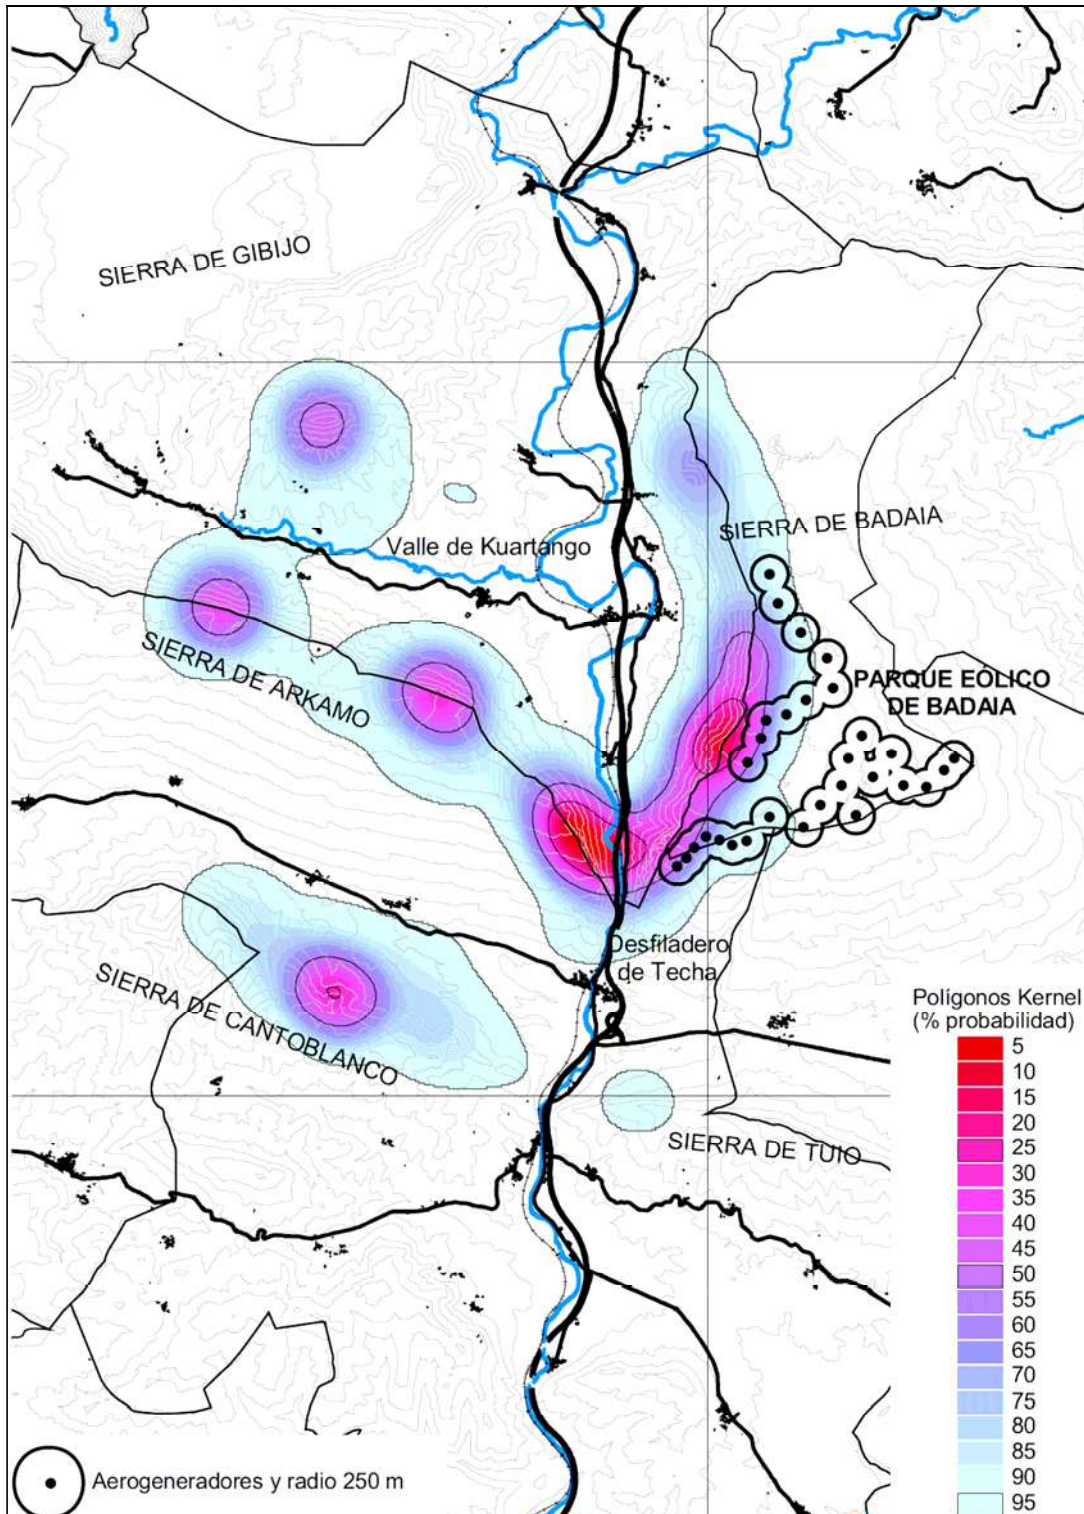 SIERRA DE GIBIJO
SIERRA DE BADAIA
Valle de Kuartango
SIERRA DE ARKAMO
PARQUE EÓLICO
DE BADAIA
Desfiladero
de Techa
SIERRA DE CANTOBLANCO
SIERRA DE TUIO
Polígonos Kernel
(% probabilidad)
5
10
15
20
25
30
35
40
45
50
55
60
65
70
75
80
85
90
95
Aerogeneradores y radio 250 m